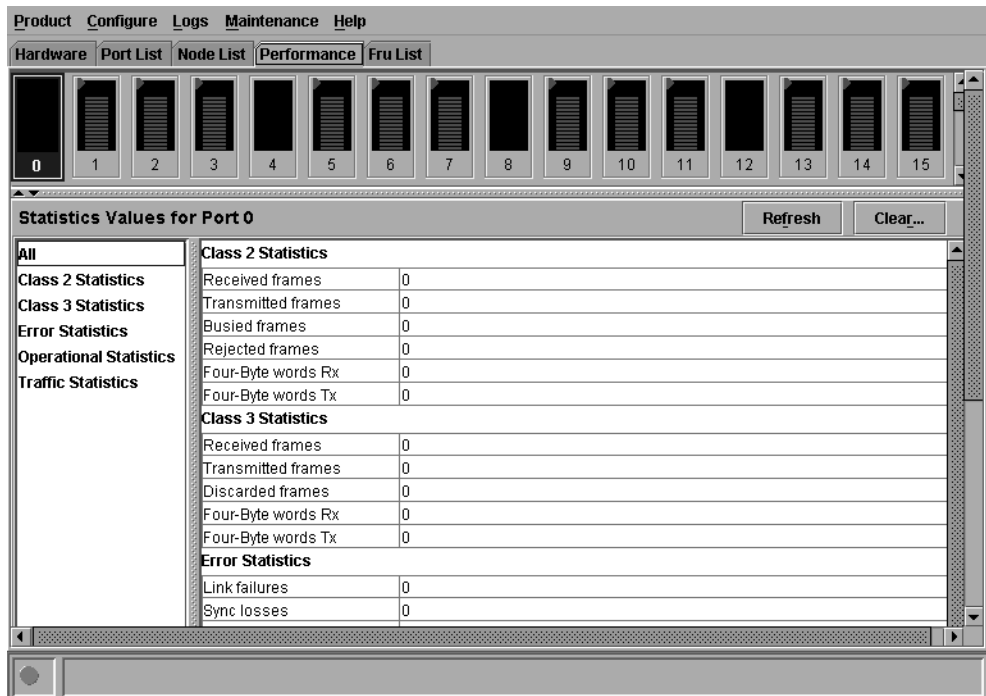 Product Configure Logs Maintenance Help
Hardware Port List Node List Performance Fru List
0 1 2 3 4 5 6 7 8 9 10 11 12 13 14 15
Statistics Values for Port 0 Refresh Clear...
All
Class 2 Statistics
Class 3 Statistics
Error Statistics
Operational Statistics
Traffic Statistics
Class 2 Statistics
Received frames 0
Transmitted frames 0
Busied frames 0
Rejected frames 0
Four-Byte words Rx 0
Four-Byte words Tx 0
Class 3 Statistics
Received frames 0
Transmitted frames 0
Discarded frames 0
Four-Byte words Rx 0
Four-Byte words Tx 0
Error Statistics
Link failures 0
Sync losses 0